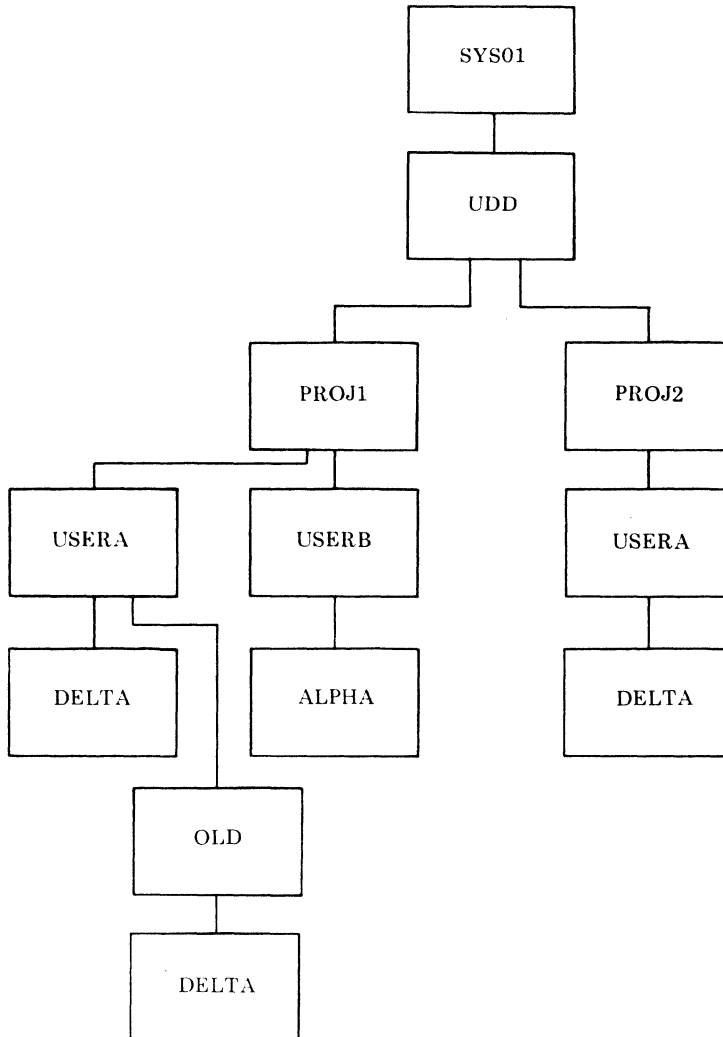 SYS01
UDD
PROJ1
PROJ2
USERA
USERB
USERA
DELTA
ALPHA
DELTA
OLD
DELTA